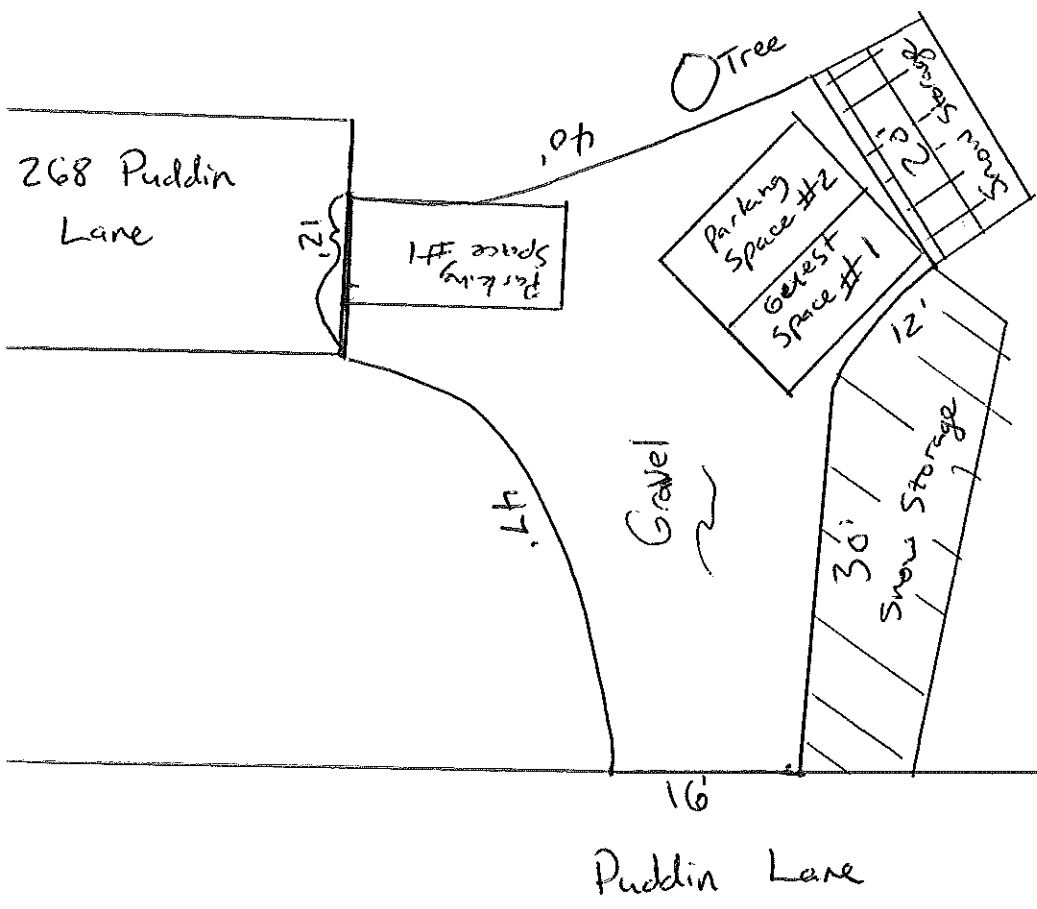 Tree
Snow Storage
20'
40'
268 Puddin
Lane
12'
Parking
Space #1
Parking
Space #2
Guest
Space #1
12'
47'
Gravel
30'
Snow Storage
16'
Puddin Lane